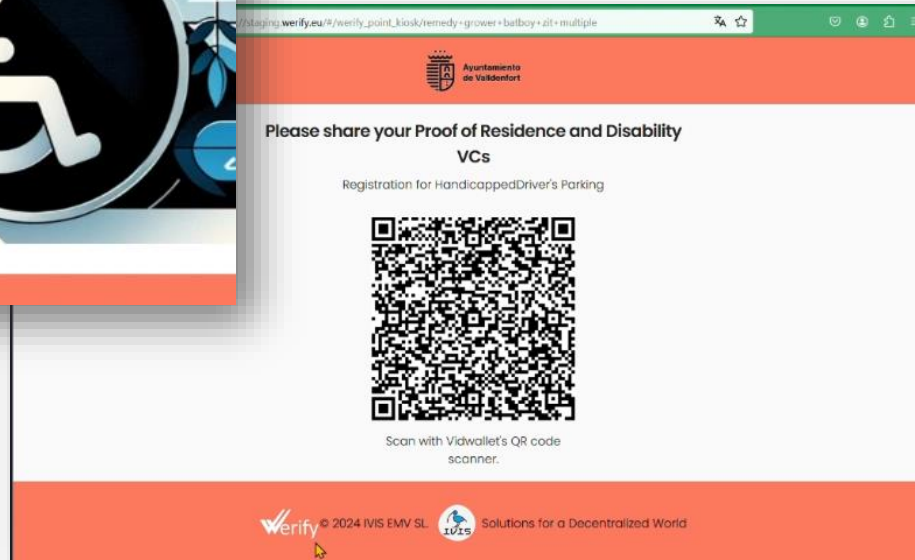 //staging.werify.eu/#/werify_point_kiosk/remedy+grower+batboy+zit+multiple
Ayuntamiento
de Valldenfort
Please share your Proof of Residence and Disability
VCs
Registration for HandicappedDriver's Parking
Scan with Vidwallet's QR code
scanner.
Werify © 2024 IVIS EMV SL. IVIS Solutions for a Decentralized World